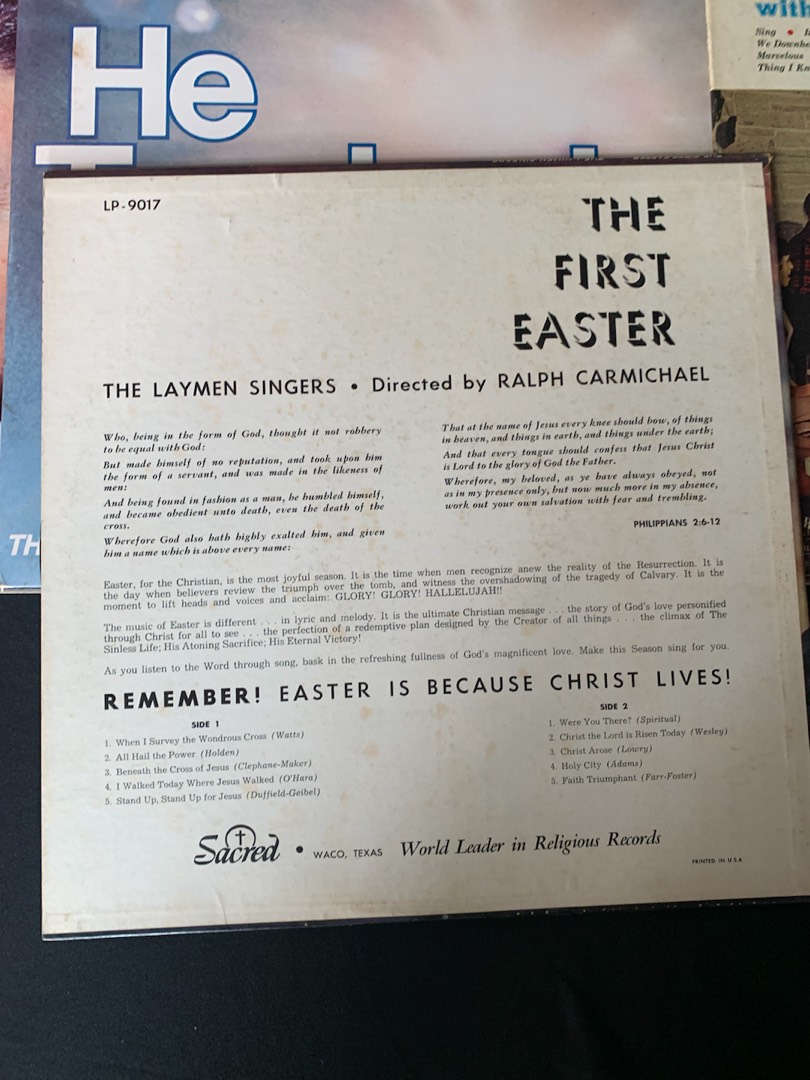 He
with
Sing •
We Downhe
Marvelous
Thing I Kn
TH
LP-9017
THE
FIRST
EASTER
THE LAYMEN SINGERS • Directed by RALPH CARMICHAEL
Who, being in the form of God, thought it not robbery
to be equal with God:
But made himself of no reputation, and took upon him
the form of a servant, and was made in the likeness of
men:
And being found in fashion as a man, he humbled himself,
and became obedient unto death, even the death of the
cross.
Wherefore God also hath highly exalted him, and given
him a name which is above every name:
That at the name of Jesus every knee should bow, of things
in heaven, and things in earth, and things under the earth;
And that every tongue should confess that Jesus Christ
is Lord to the glory of God the Father.
Wherefore, my beloved, as ye have always obeyed, not
as in my presence only, but now much more in my absence,
work out your own salvation with fear and trembling.
PHILIPPIANS 2:6-12
Easter, for the Christian, is the most joyful season. It is the time when men recognize anew the reality of the Resurrection. It is
the day when believers review the triumph over the tomb, and witness the overshadowing of the tragedy of Calvary. It is the
moment to lift heads and voices and acclaim: GLORY! GLORY! HALLELUJAH!!
The music of Easter is different . . . in lyric and melody. It is the ultimate Christian message . . . the story of God's love personified
through Christ for all to see . . . the perfection of a redemptive plan designed by the Creator of all things . . . the climax of The
Sinless Life; His Atoning Sacrifice; His Eternal Victory!
As you listen to the Word through song, bask in the refreshing fullness of God's magnificent love. Make this Season sing for you.
REMEMBER! EASTER IS BECAUSE CHRIST LIVES!
SIDE 1
1. When I Survey the Wondrous Cross (Watts)
2. All Hail the Power (Holden)
3. Beneath the Cross of Jesus (Clephane-Maker)
4. I Walked Today Where Jesus Walked (O'Hara)
5. Stand Up, Stand Up for Jesus (Duffield-Geibel)
SIDE 2
1. Were You There? (Spiritual)
2. Christ the Lord is Risen Today (Wesley)
3. Christ Arose (Lowry)
4. Holy City (Adams)
5. Faith Triumphant (Farr-Foster)
Sacred • WACO, TEXAS World Leader in Religious Records
PRINTED IN U.S.A